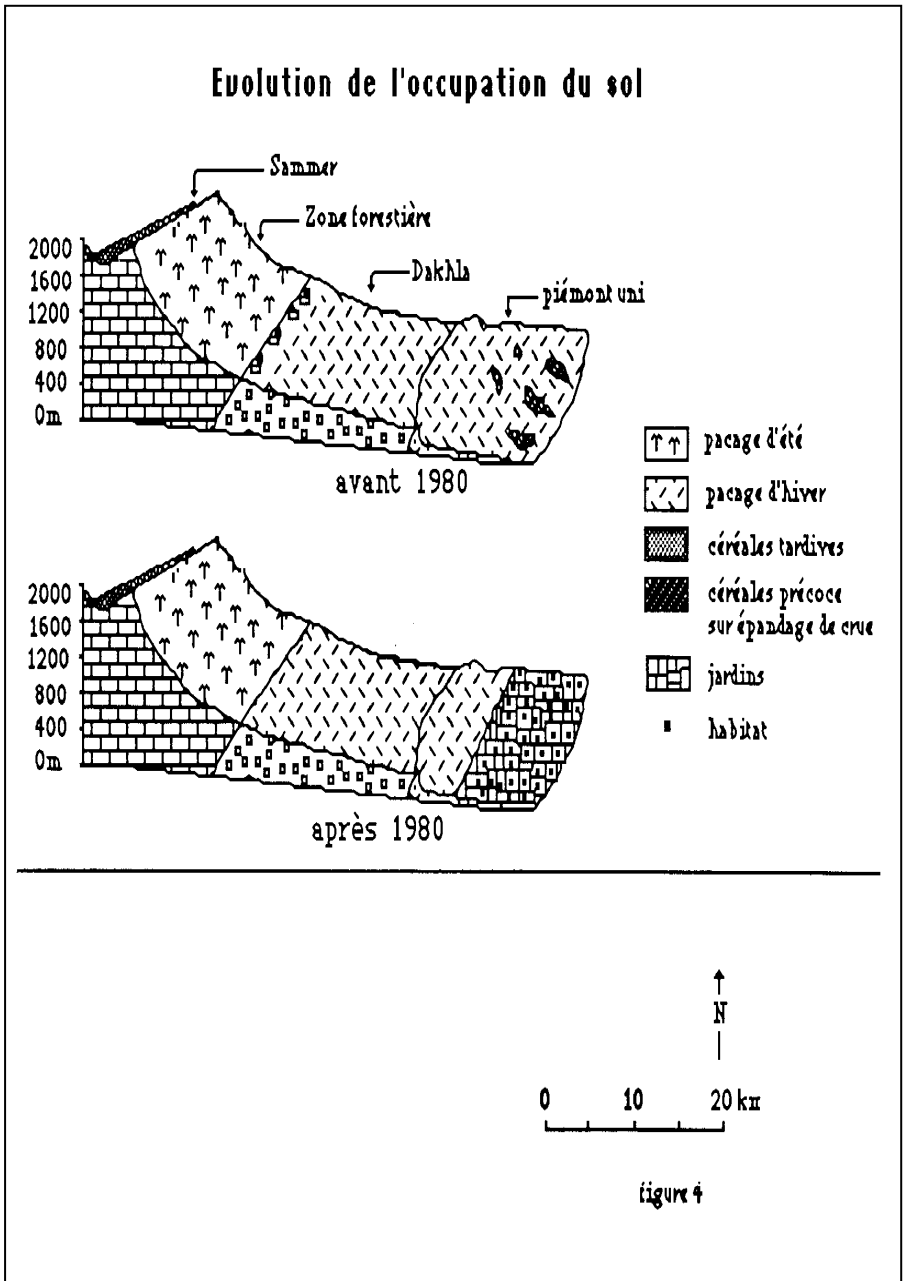 Evolution de l'occupation du sol
Sammer
Zone forestière
Dakhla
piémont uni
2000
1600
1200
800
400
0m
avant 1980
pacage d'été
pacage d'hiver
céréales tardives
céréales précoce
sur épandage de crue
jardins
habitat
2000
1600
1200
800
400
0m
après 1980
N
0 10 20 km
figure 4